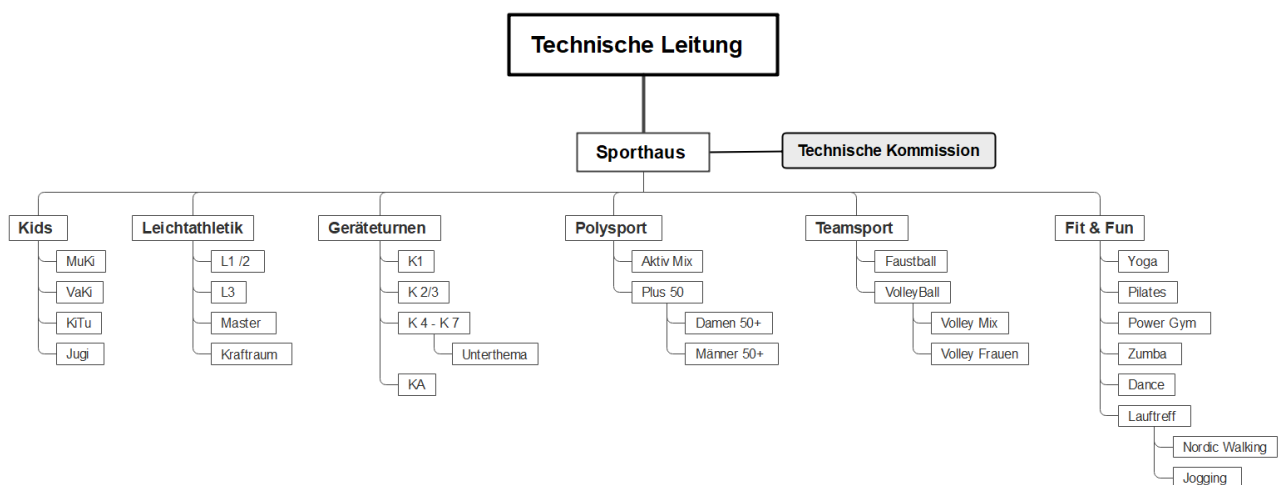 Technische Leitung
Sporthaus
Technische Kommission
Kids
MuKi
VaKi
KiTu
Jugi
Leichtathletik
L1 /2
L3
Master
Kraftraum
Geräteturnen
K1
K 2/3
K 4 - K 7
Unterthema
KA
Polysport
Aktiv Mix
Plus 50
Damen 50+
Männer 50+
Teamsport
Faustball
VolleyBall
Volley Mix
Volley Frauen
Fit & Fun
Yoga
Pilates
Power Gym
Zumba
Dance
Lauftreff
Nordic Walking
Jogging